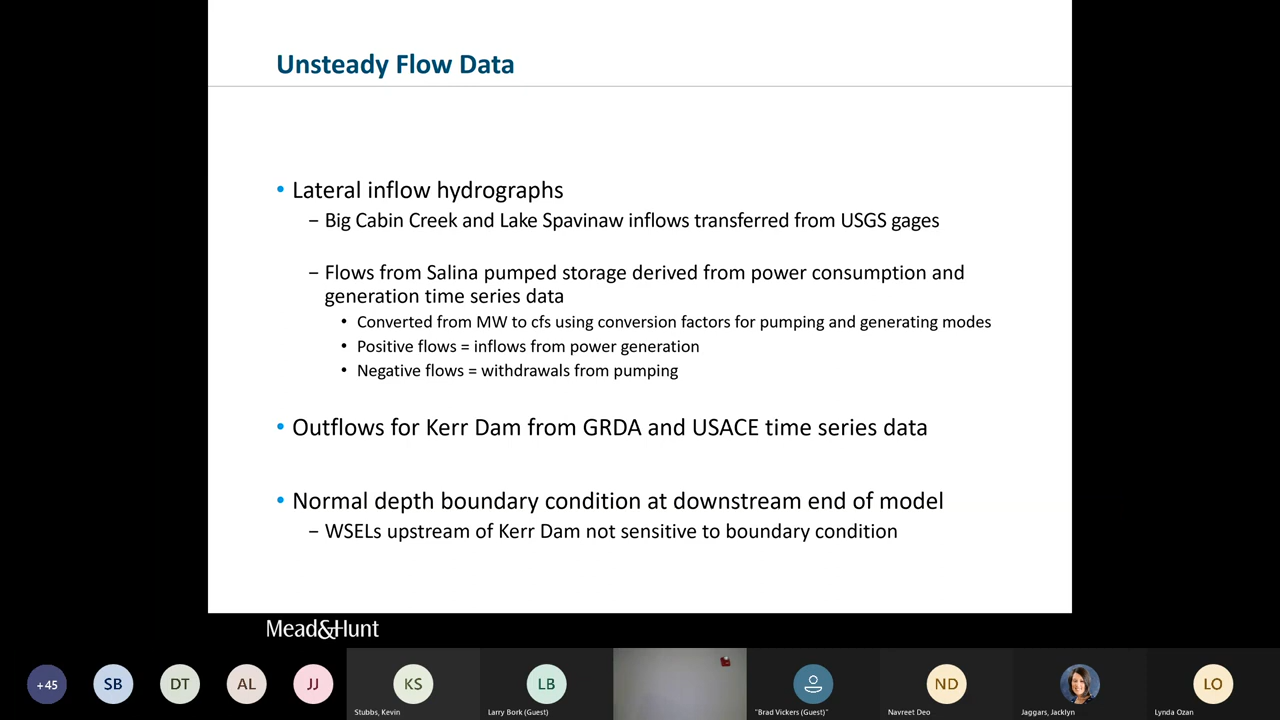 Unsteady Flow Data
• Lateral inflow hydrographs
– Big Cabin Creek and Lake Spavinaw inflows transferred from USGS gages
– Flows from Salina pumped storage derived from power consumption and
generation time series data
• Converted from MW to cfs using conversion factors for pumping and generating modes
• Positive flows = inflows from power generation
• Negative flows = withdrawals from pumping
• Outflows for Kerr Dam from GRDA and USACE time series data
• Normal depth boundary condition at downstream end of model
– WSELs upstream of Kerr Dam not sensitive to boundary condition
Mead&Hunt
+45 SB DT AL JJ KS LB ND LO
Stubbs, Kevin Larry Bork (Guest) "Brad Vickers (Guest)" Navreet Deo Jaggars, Jacklyn Lynda Ozan